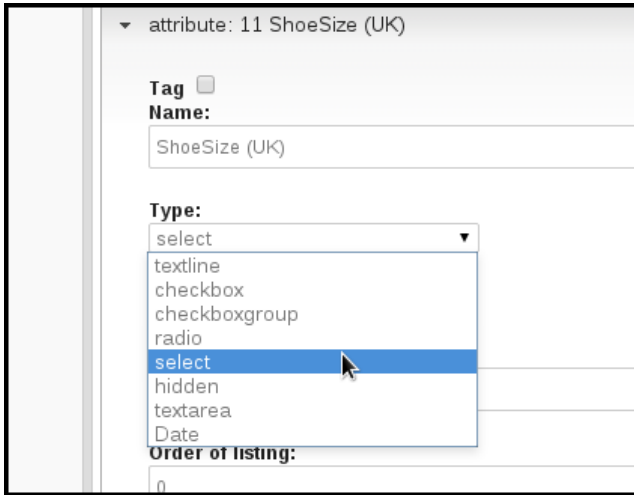 attribute: 11 ShoeSize (UK)
Tag
Name:
ShoeSize (UK)
Type:
select
textline
checkbox
checkboxgroup
radio
select
hidden
textarea
Date
Order of listing:
0